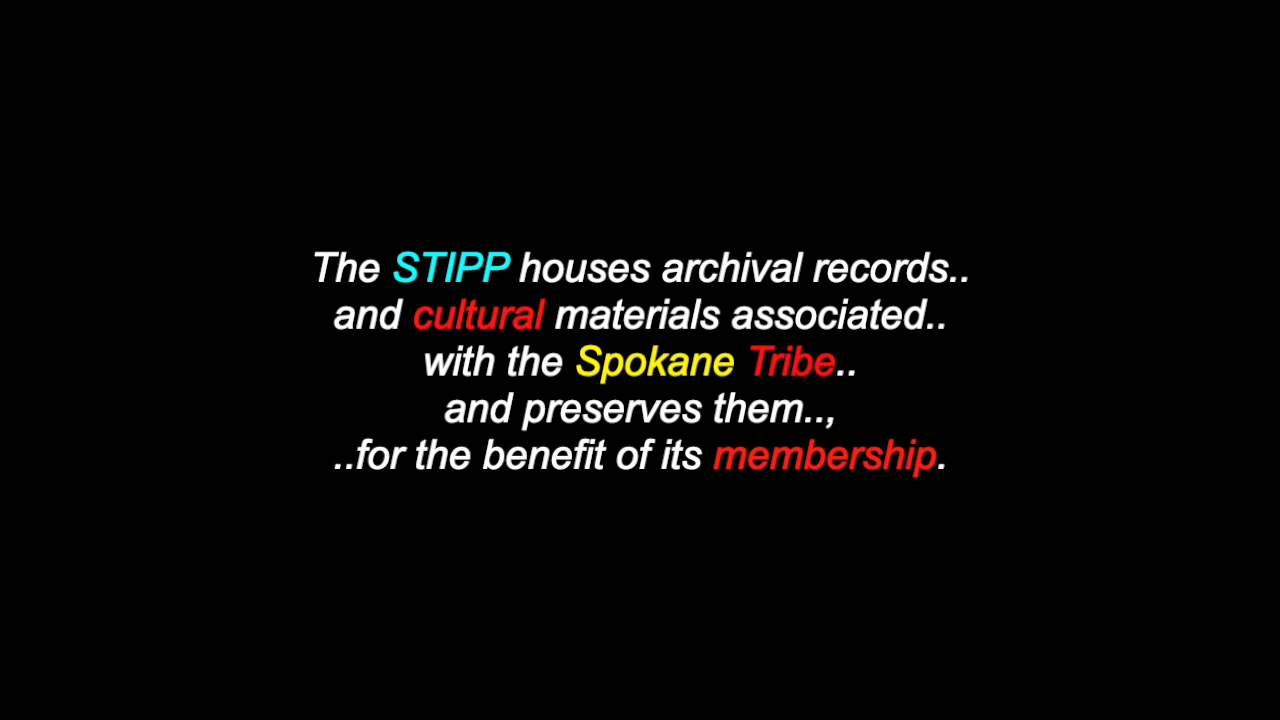 The STIPP houses archival records..
and cultural materials associated..
with the Spokane Tribe..
and preserves them..,
..for the benefit of its membership.